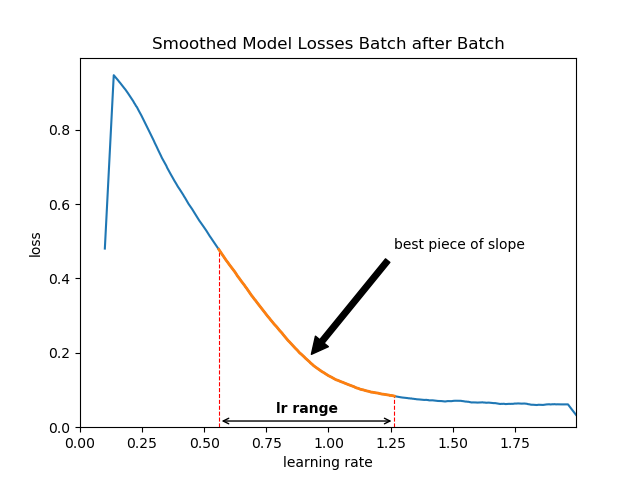 Smoothed Model Losses Batch after Batch
0.8
0.6
best piece of slope
loss
0.4
0.2
lr range
0.0
0.00 0.25 0.50 0.75 1.00 1.25 1.50 1.75
learning rate